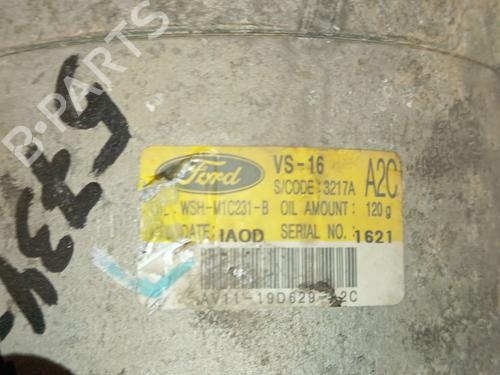 Ford
VS-16
A2C
S/CODE: 3217A
WSH-M1C231-B OIL AMOUNT: 120 g
DATE: IAOD SERIAL NO.: 1621
AV11-19D629-A2C
B-PARTS